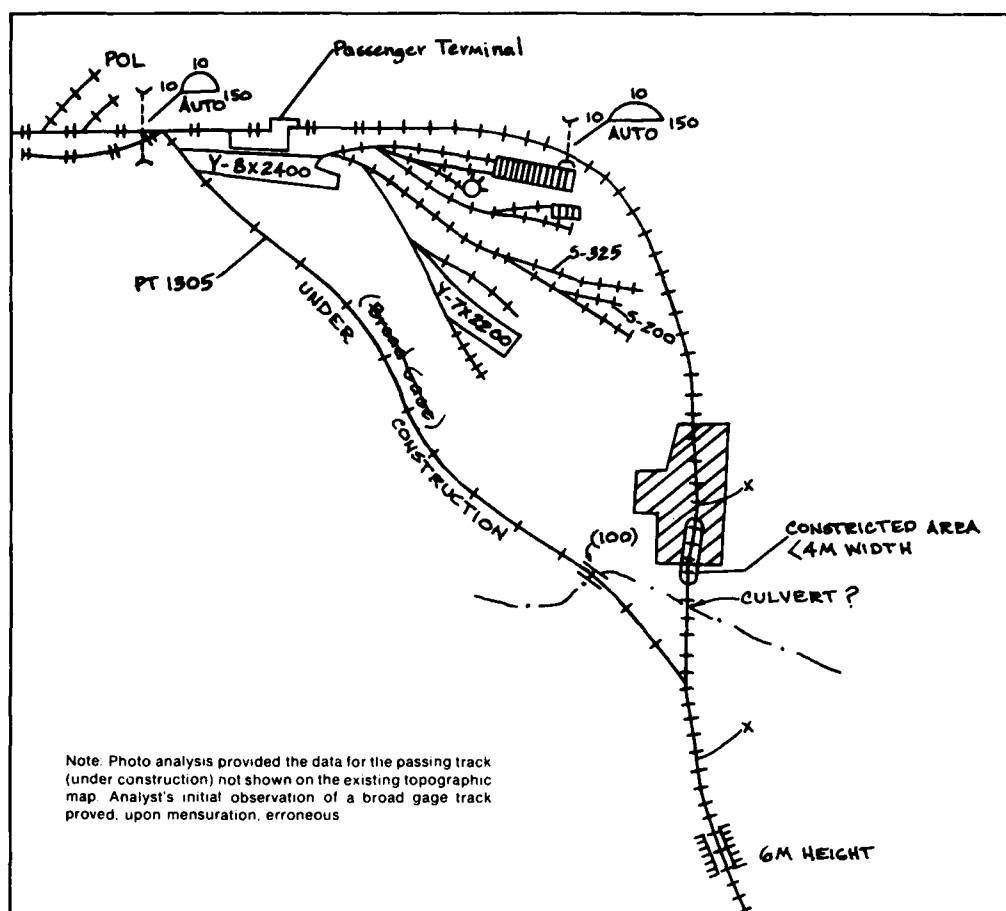 Passenger Terminal
POL
10
10
AUTO
150
10
10
AUTO
150
Y-8X2400
S-325
PT 1305
UNDER
(Broad Gage)
Y-7X2200
S-200
CONSTRUCTION
X
CONSTRICTED AREA
<4M WIDTH
(100)
CULVERT ?
X
Note: Photo analysis provided the data for the passing track
(under construction) not shown on the existing topographic
map. Analyst's initial observation of a broad gage track
proved, upon mensuration, erroneous
6M HEIGHT